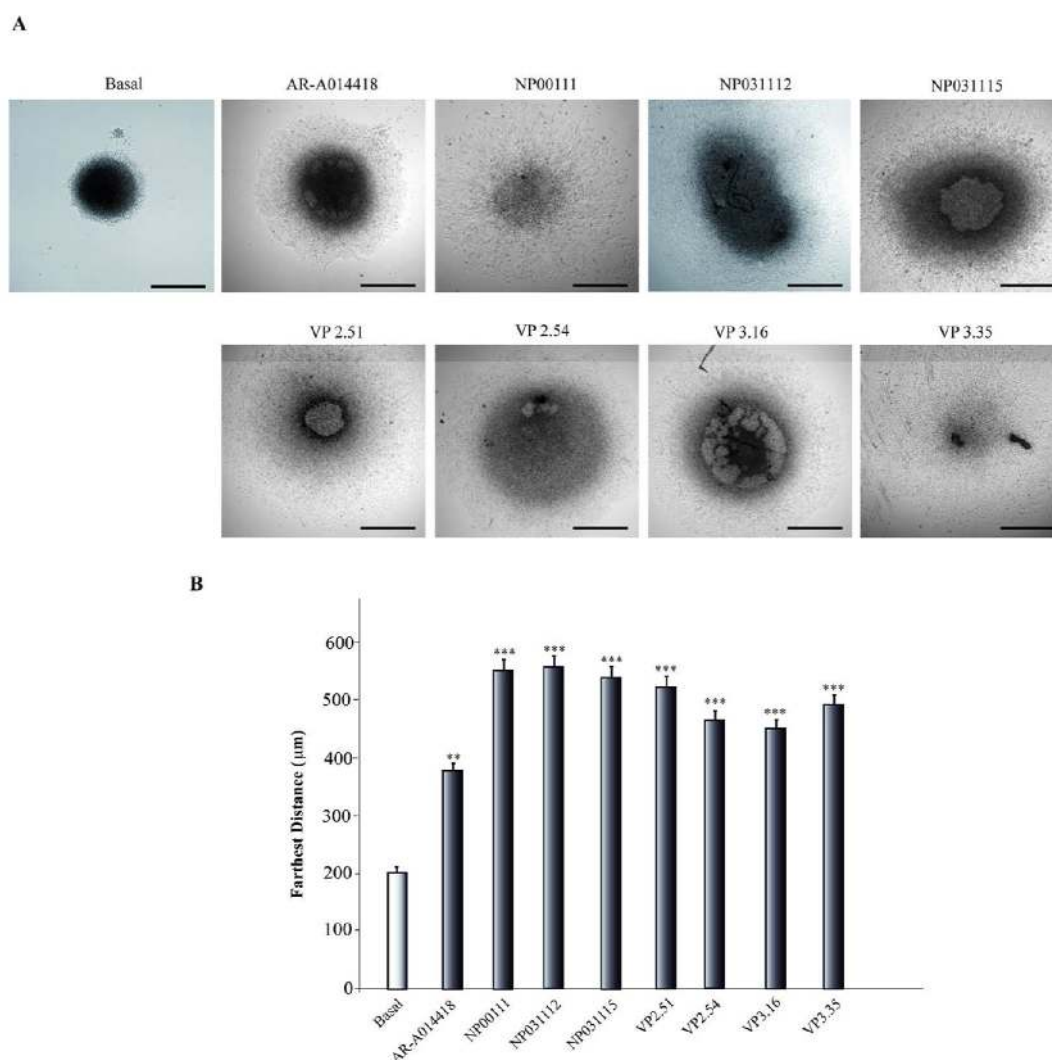 A
Basal
AR-A014418
NP00111
NP031112
NP031115
VP 2.51
VP 2.54
VP 3.16
VP 3.35
B
600
500
400
300
200
100
0
Farthest Distance (μm)
**
***
***
***
***
***
***
***
Basal
AR-A014418
NP00111
NP031112
NP031115
VP2.51
VP2.54
VP3.16
VP3.35